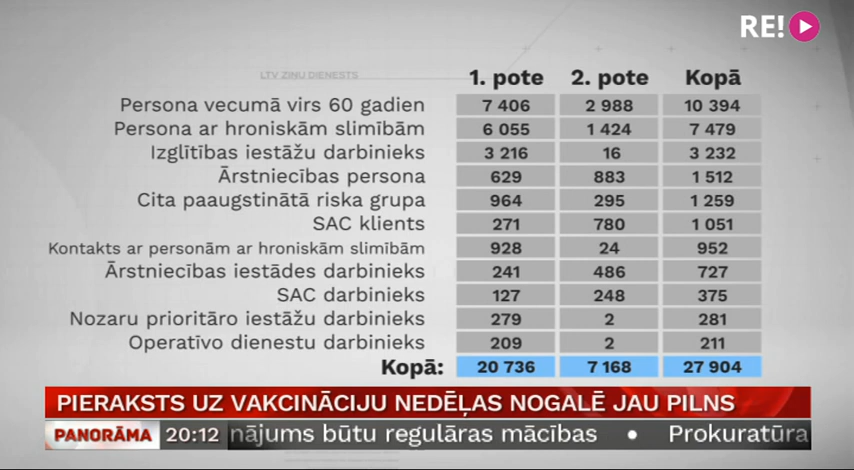 RE!
LTV ZIŅU DIENESTS
1. pote 2. pote Kopā
Persona vecumā virs 60 gadien 7 406 2 988 10 394
Persona ar hroniskām slimībām 6 055 1 424 7 479
Izglītības iestāžu darbinieks 3 216 16 3 232
Ārstniecības persona 629 883 1 512
Cita paaugstinātā riska grupa 964 295 1 259
SAC klients 271 780 1 051
Kontakts ar personām ar hroniskām slimībām 928 24 952
Ārstniecības iestādes darbinieks 241 486 727
SAC darbinieks 127 248 375
Nozaru prioritāro iestāžu darbinieks 279 2 281
Operatīvo dienestu darbinieks 209 2 211
Kopā: 20 736 7 168 27 904
PIERAKSTS UZ VAKCINĀCIJU NEDĒĻAS NOGALĒ JAU PILNS
PANORĀMA 20:12 nājums būtu regulāras mācības • Prokuratūra